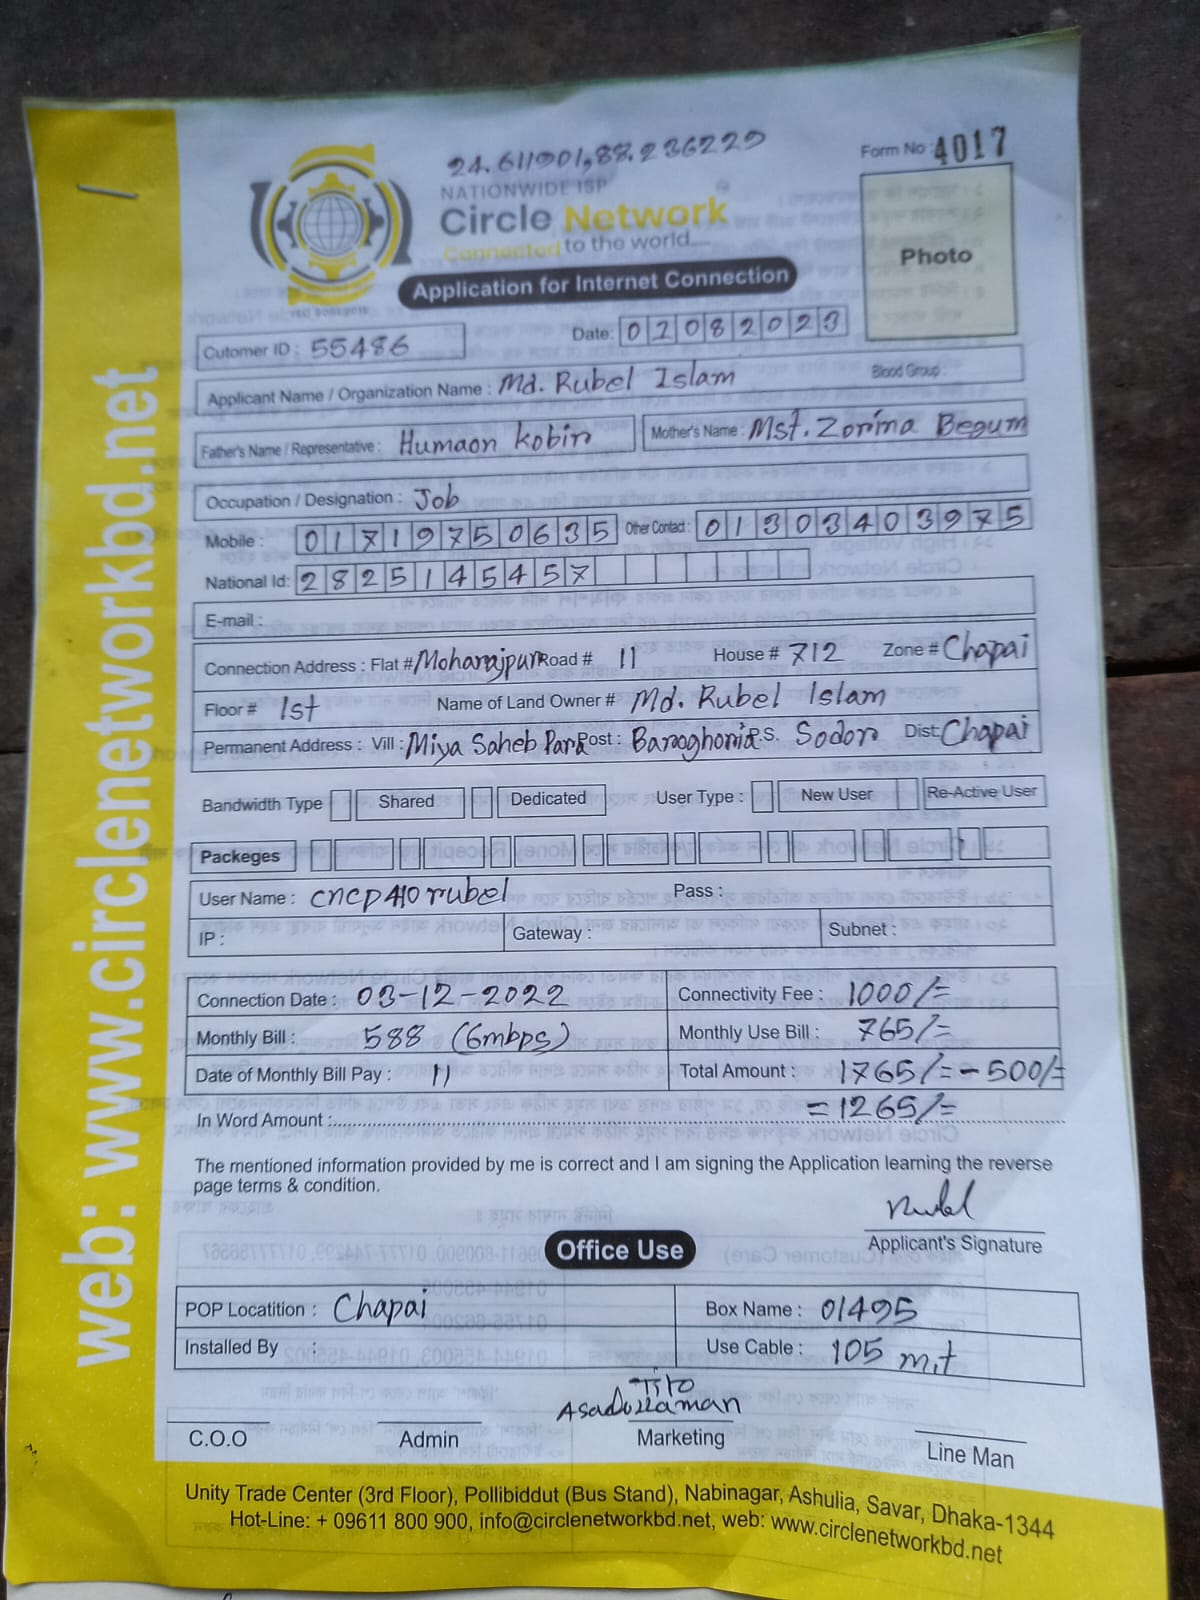 24.611901,88.236229
Form No : 4017
NATIONWIDE ISP
Circle Network
Connected to the world....
Photo
Application for Internet Connection
Cutomer ID : 55486
Date: 02082023
Applicant Name / Organization Name : Md. Rubel Islam Blood Group :
Father's Name / Representative : Humaon Kobir Mother's Name : Mst. Zorina Begum
Occupation / Designation : Job
Mobile : 01719750635 Other Contact : 01303403975
National Id: 2825145457
E-mail :
Connection Address : Flat # Moharajpur Road # 11 House # 712 Zone # Chapai
Floor # 1st Name of Land Owner # Md. Rubel Islam
Permanent Address : Vill : Miya Saheb Para Post : Baroghoria P.S. Sodor Dist: Chapai
Bandwidth Type Shared Dedicated User Type : New User Re-Active User
Packeges
User Name : cncp410rubel Pass :
IP : Gateway : Subnet :
Connection Date : 03-12-2022 Connectivity Fee : 1000/=
Monthly Bill : 588 (6mbps) Monthly Use Bill : 765/=
Date of Monthly Bill Pay : 11 Total Amount : 1765/= - 500/=
In Word Amount : = 1265/=
The mentioned information provided by me is correct and I am signing the Application learning the reverse
page terms & condition.
Rubel
Applicant's Signature
Office Use
POP Locatition : Chapai Box Name : 01495
Installed By : Use Cable : 105 mit
Tito
Asaduzzaman
C.O.O Admin Marketing Line Man
Unity Trade Center (3rd Floor), Pollibiddut (Bus Stand), Nabinagar, Ashulia, Savar, Dhaka-1344
Hot-Line: + 09611 800 900, info@circlenetworkbd.net, web: www.circlenetworkbd.net
web: www.circlenetworkbd.net